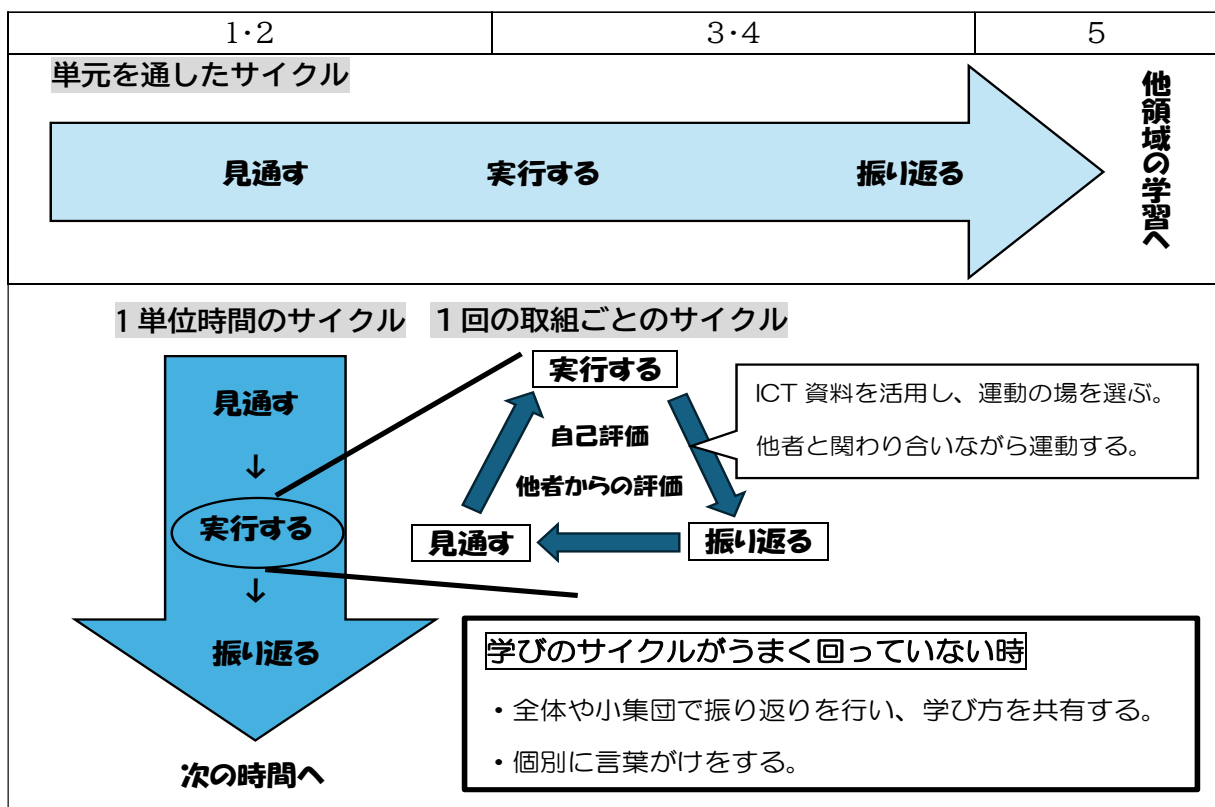 1・2
3・4
5
単元を通したサイクル
見通す
実行する
振り返る
他領域の学習へ
1単位時間のサイクル
見通す
↓
実行する
↓
振り返る
次の時間へ
1回の取組ごとのサイクル
実行する
自己評価
他者からの評価
見通す
振り返る
ICT 資料を活用し、運動の場を選ぶ。
他者と関わり合いながら運動する。
学びのサイクルがうまく回っていない時
・全体や小集団で振り返りを行い、学び方を共有する。
・個別に言葉がけをする。